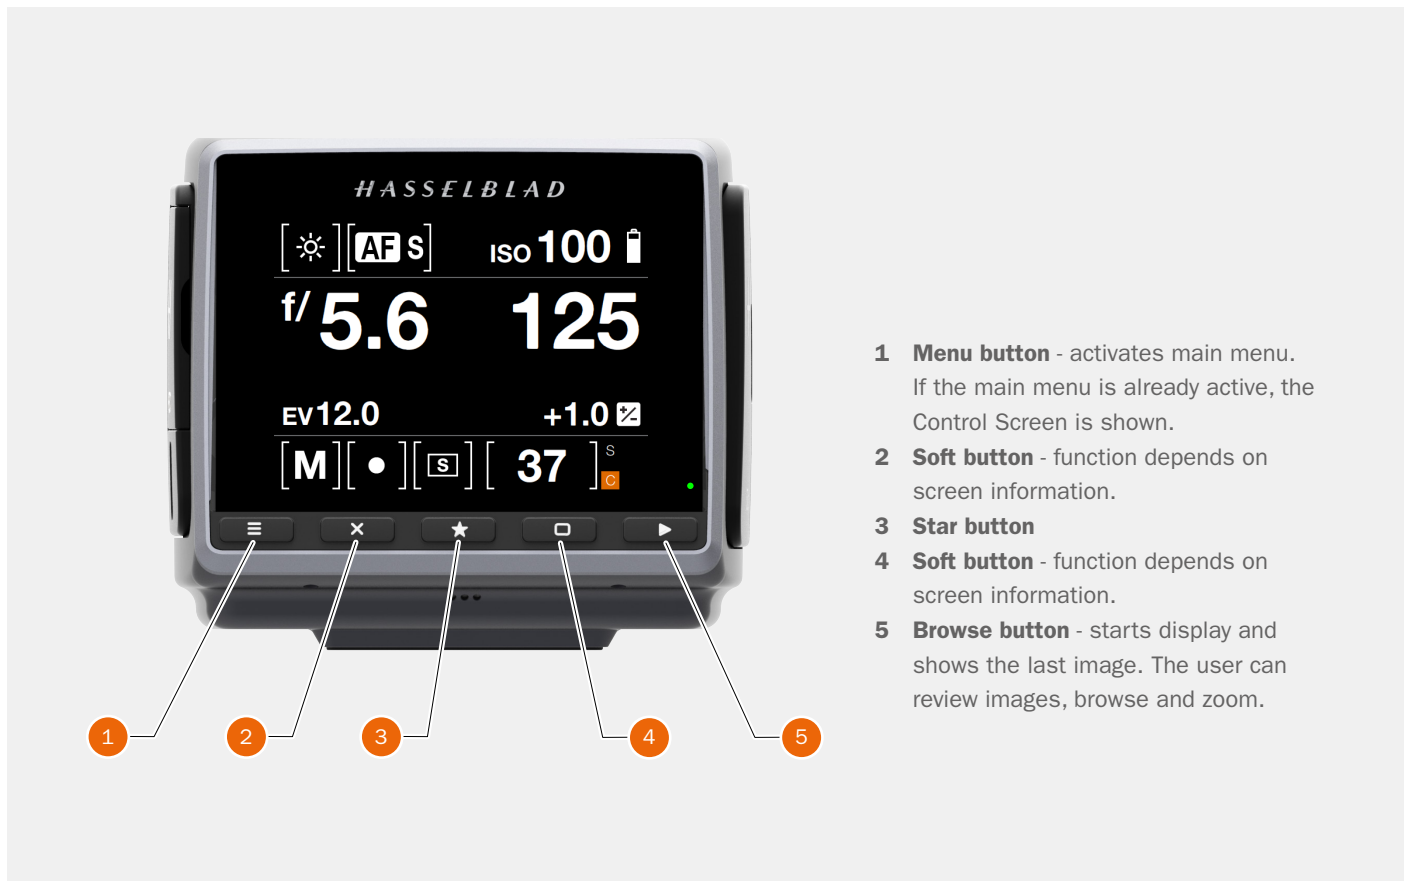 HASSELBLAD
AF S ISO 100
f/ 5.6 125
EV 12.0 +1.0
M S 37 S
C
1 2 3 4 5
1 Menu button - activates main menu.
If the main menu is already active, the
Control Screen is shown.
2 Soft button - function depends on
screen information.
3 Star button
4 Soft button - function depends on
screen information.
5 Browse button - starts display and
shows the last image. The user can
review images, browse and zoom.